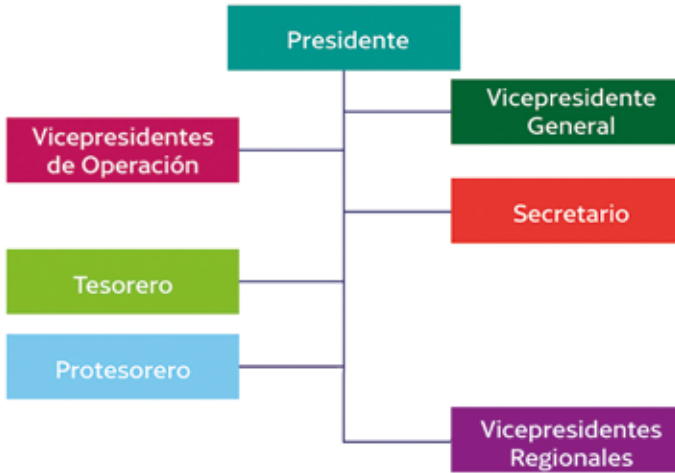 Presidente
Vicepresidente
General
Vicepresidentes
de Operación
Secretario
Tesorero
Protesorero
Vicepresidentes
Regionales